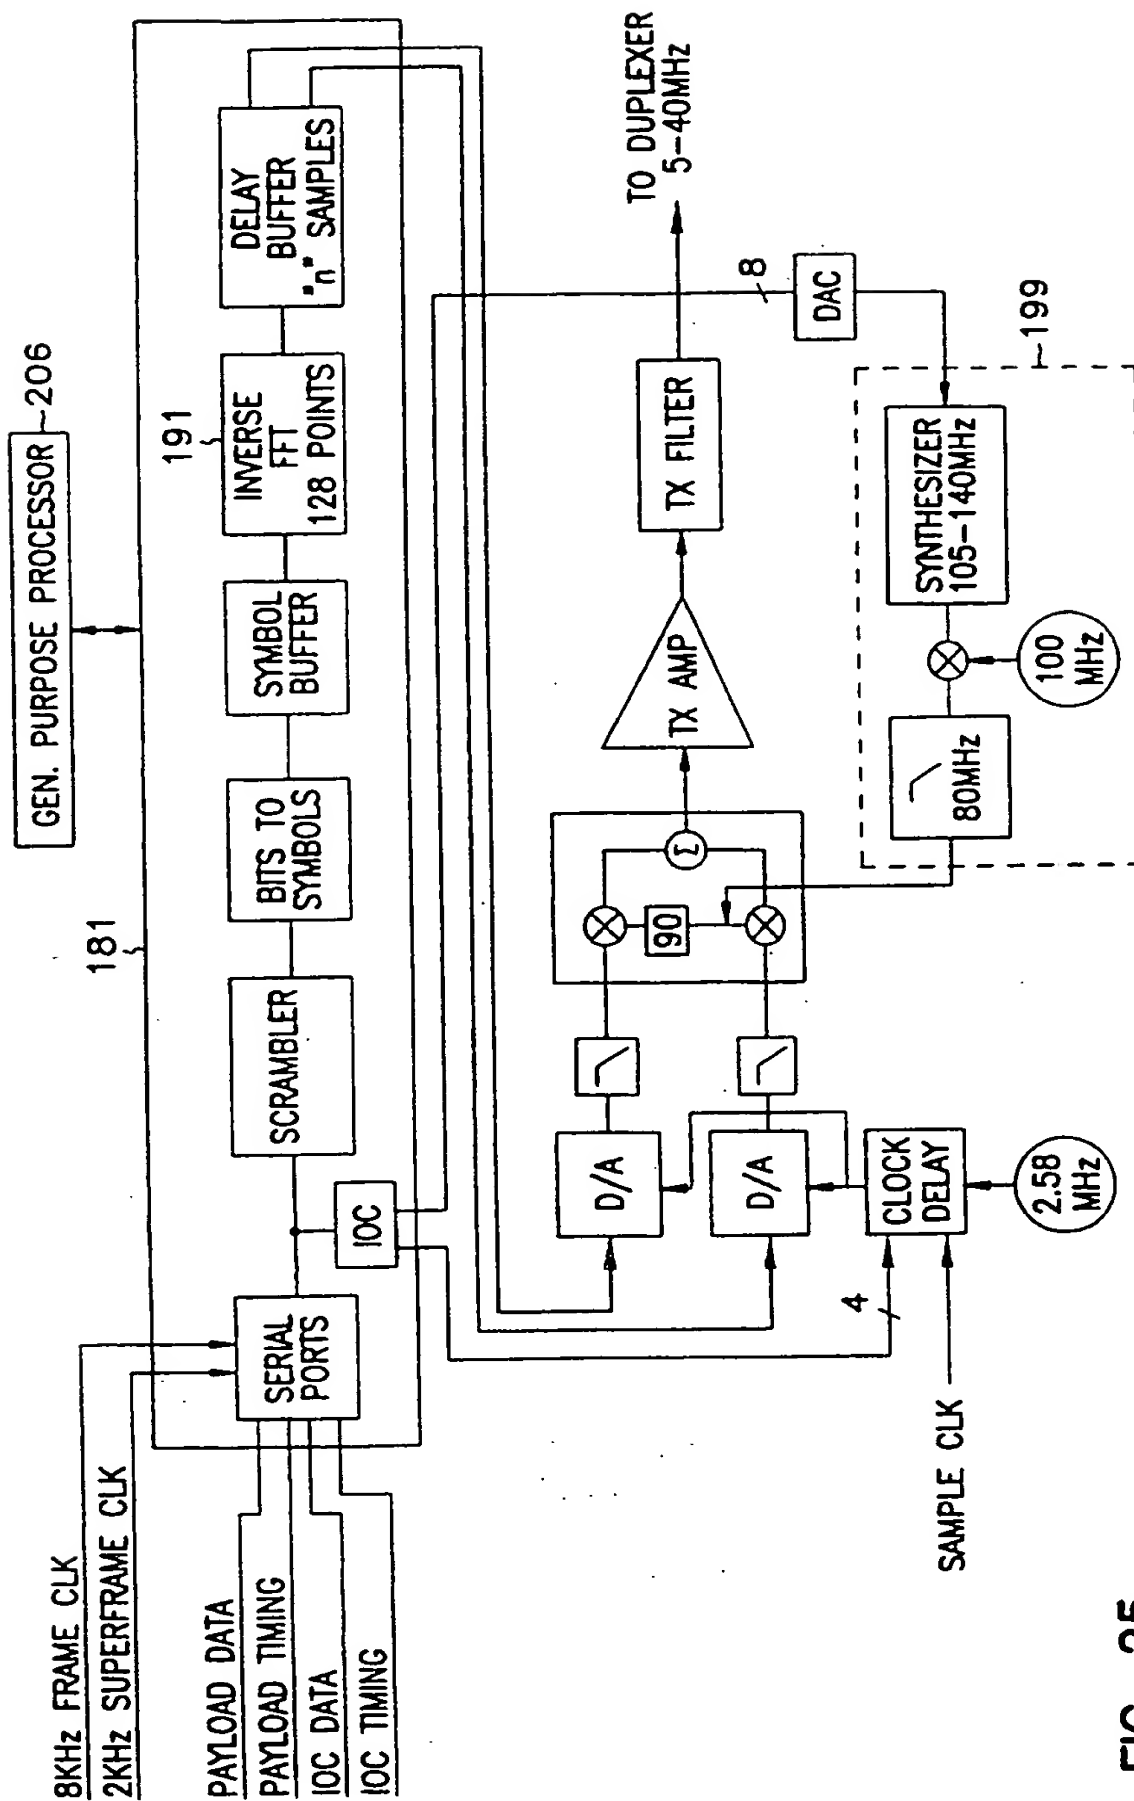 GEN. PURPOSE PROCESSOR
206
181
8KHz FRAME CLK
2KHz SUPERFRAME CLK
PAYLOAD DATA
PAYLOAD TIMING
IOC DATA
IOC TIMING
SERIAL
PORTS
IOC
SCRAMBLER
BITS TO
SYMBOLS
SYMBOL
BUFFER
191
INVERSE
FFT
128 POINTS
DELAY
BUFFER
"n" SAMPLES
D/A
D/A
90
Σ
TX AMP
TX FILTER
TO DUPLEXER
5-40MHz
4
CLOCK
DELAY
SAMPLE CLK
2.58
MHz
8
DAC
199
SYNTHESIZER
105-140MHz
100
MHz
80MHz